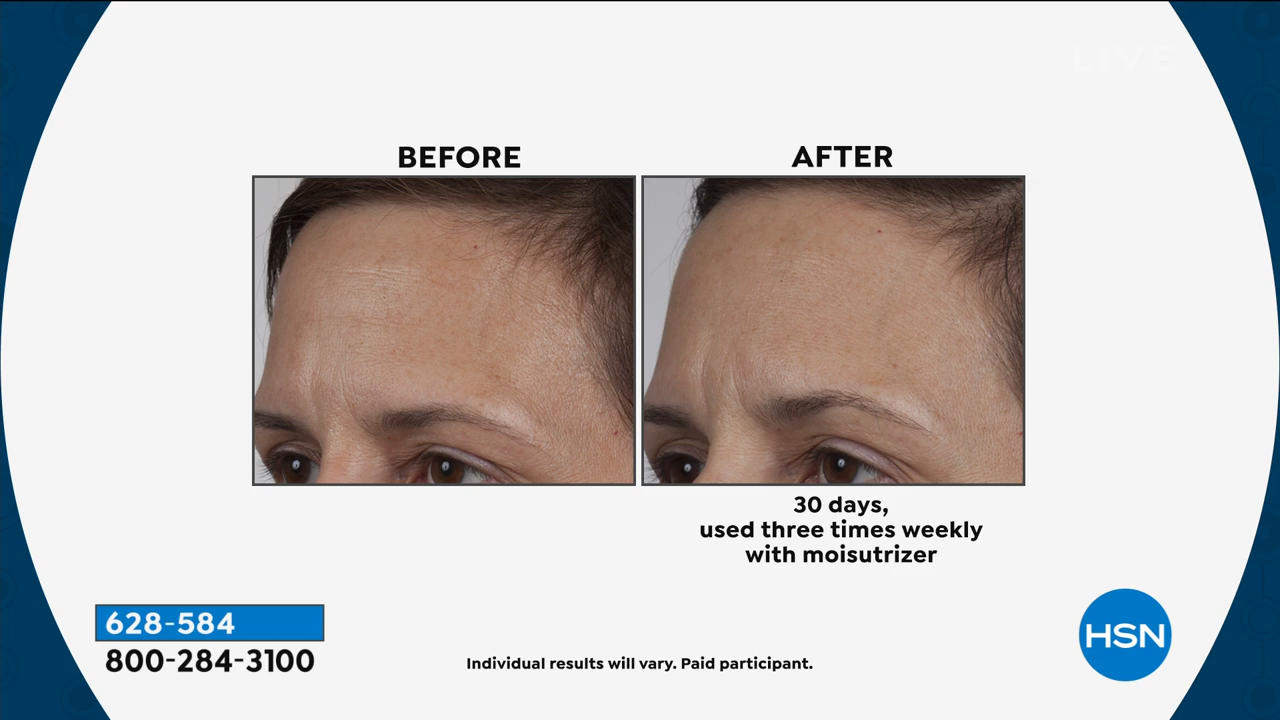 LIVE
BEFORE
AFTER
30 days,
used three times weekly
with moisutrizer
628-584
800-284-3100
Individual results will vary. Paid participant.
HSN